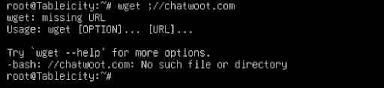 root@Tableicity:~# wget ;//chatwoot.com
wget: missing URL
Usage: wget [OPTION]... [URL]...
Try `wget --help' for more options.
-bash: //chatwoot.com: No such file or directory
root@Tableicity:~#